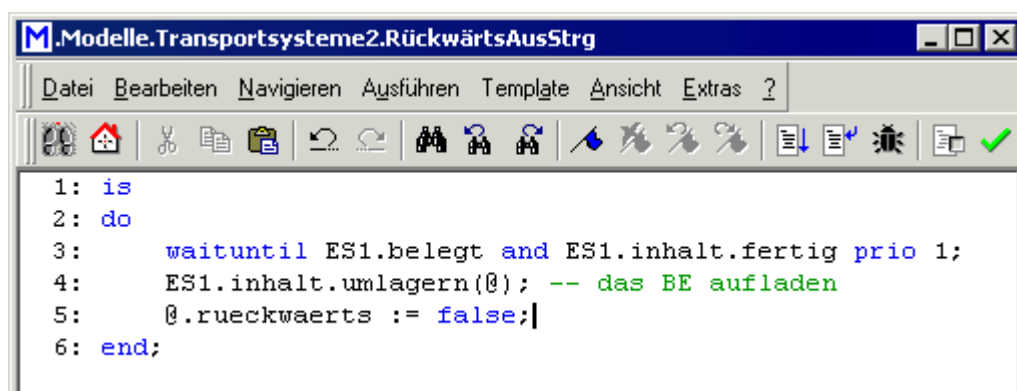 .Modelle.Transportsysteme2.RückwärtsAusStrg
Datei Bearbeiten Navigieren Ausführen Template Ansicht Extras ?
1: is
2: do
3: waituntil ES1.belegt and ES1.inhalt.fertig prio 1;
4: ES1.inhalt.umlagern(@); -- das BE aufladen
5: @.rueckwaerts := false;
6: end;